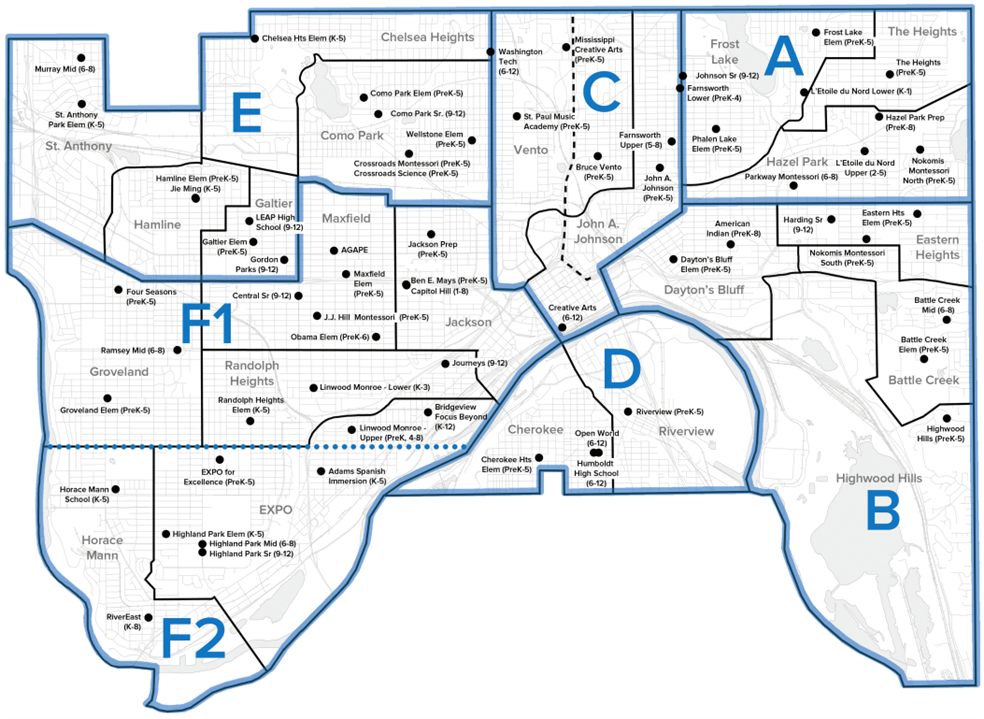 Chelsea Hts Elem (K-5)
Chelsea Heights
Murray Mid (6-8)
St. Anthony
Park Elem (K-5)
St. Anthony
E
Como Park Elem (PreK-5)
Como Park Sr. (9-12)
Como Park
Wellstone Elem
(PreK-5)
Crossroads Montessori (PreK-5)
Crossroads Science (PreK-5)
Hamline Elem (PreK-5)
Jie Ming (K-5)
Hamline
Galtier
LEAP High
School (9-12)
Galtier Elem
(PreK-5)
Gordon
Parks (9-12)
Washington
Tech
(6-12)
Mississippi
Creative Arts
(PreK-5)
C
St. Paul Music
Academy (PreK-5)
Vento
Bruce Vento
(PreK-5)
Farnsworth
Upper (5-8)
John A.
Johnson
(PreK-5)
John A.
Johnson
Creative Arts
(6-12)
Frost
Lake
A
Frost Lake
Elem (PreK-5)
The Heights
The Heights
(PreK-5)
Johnson Sr (9-12)
Farnsworth
Lower (PreK-4)
L'Etoile du Nord Lower (K-1)
Phalen Lake
Elem (PreK-5)
Hazel Park Prep
(PreK-8)
Hazel Park
L'Etoile du Nord
Upper (2-5)
Nokomis
Montessori
North (PreK-5)
Parkway Montessori (6-8)
American
Indian (PreK-8)
Harding Sr
(9-12)
Eastern Hts
Elem (PreK-5)
Nokomis Montessori
South (PreK-5)
Eastern
Heights
Dayton's Bluff
Elem (PreK-5)
Dayton's Bluff
Battle Creek
Mid (6-8)
Battle Creek
Elem (PreK-5)
Battle Creek
Highwood
Hills (PreK-5)
Highwood Hills
B
Maxfield
AGAPE
Jackson Prep
(PreK-5)
Maxfield
Elem
(PreK-5)
Ben E. Mays (PreK-5)
Capitol Hill (1-8)
Central Sr (9-12)
J.J. Hill Montessori (PreK-5)
Jackson
Obama Elem (PreK-6)
Four Seasons
(PreK-5)
F1
Ramsey Mid (6-8)
Groveland
Groveland Elem (PreK-5)
Randolph
Heights
Randolph Heights
Elem (K-5)
Journeys (9-12)
Linwood Monroe - Lower (K-3)
Bridgeview
Focus Beyond
(K-12)
Linwood Monroe -
Upper (PreK, 4-8)
D
Cherokee
Riverview (PreK-5)
Riverview
Open World
(6-12)
Cherokee Hts
Elem (PreK-5)
Humboldt
High School
(6-12)
EXPO for
Excellence (PreK-5)
Adams Spanish
Immersion (K-5)
Horace Mann
School (K-5)
EXPO
Highland Park Elem (K-5)
Highland Park Mid (6-8)
Highland Park Sr (9-12)
Horace
Mann
RiverEast
(K-8)
F2